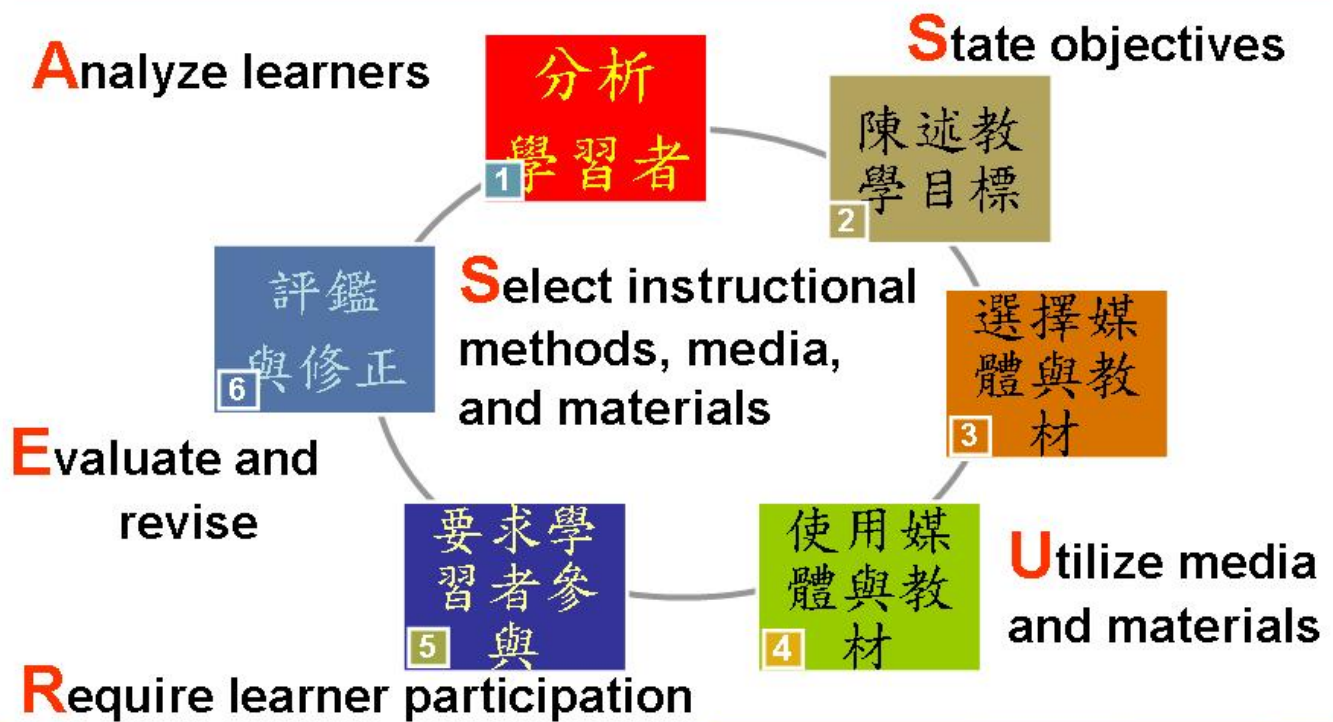 Analyze learners
分析
學習者
1
State objectives
陳述教
學目標
2
Select instructional
methods, media,
and materials
選擇媒
體與教
材
3
Utilize media
and materials
使用媒
體與教
材
4
Require learner participation
要求學
習者參
與
5
Evaluate and
revise
評鑑
與修正
6